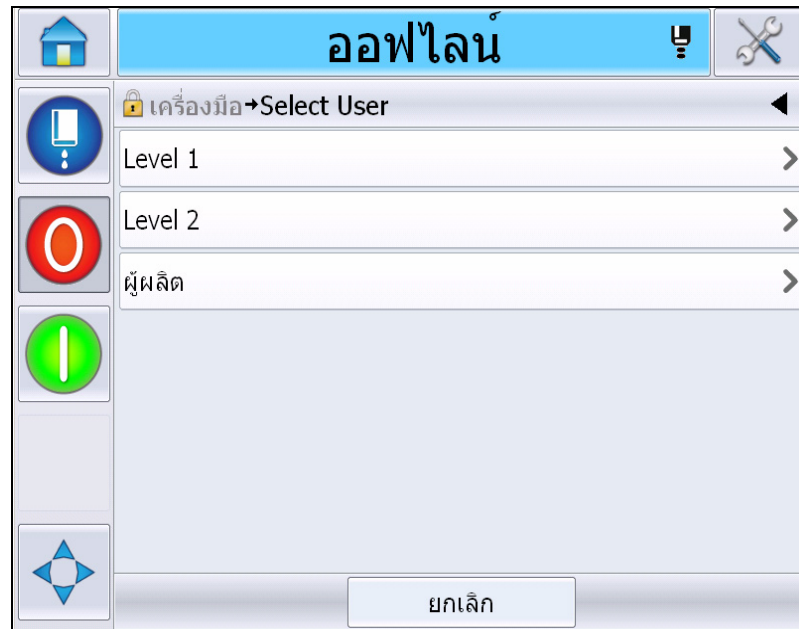 ออฟไลน์
เครื่องมือ→Select User
Level 1
Level 2
ผู้ผลิต
ยกเลิก